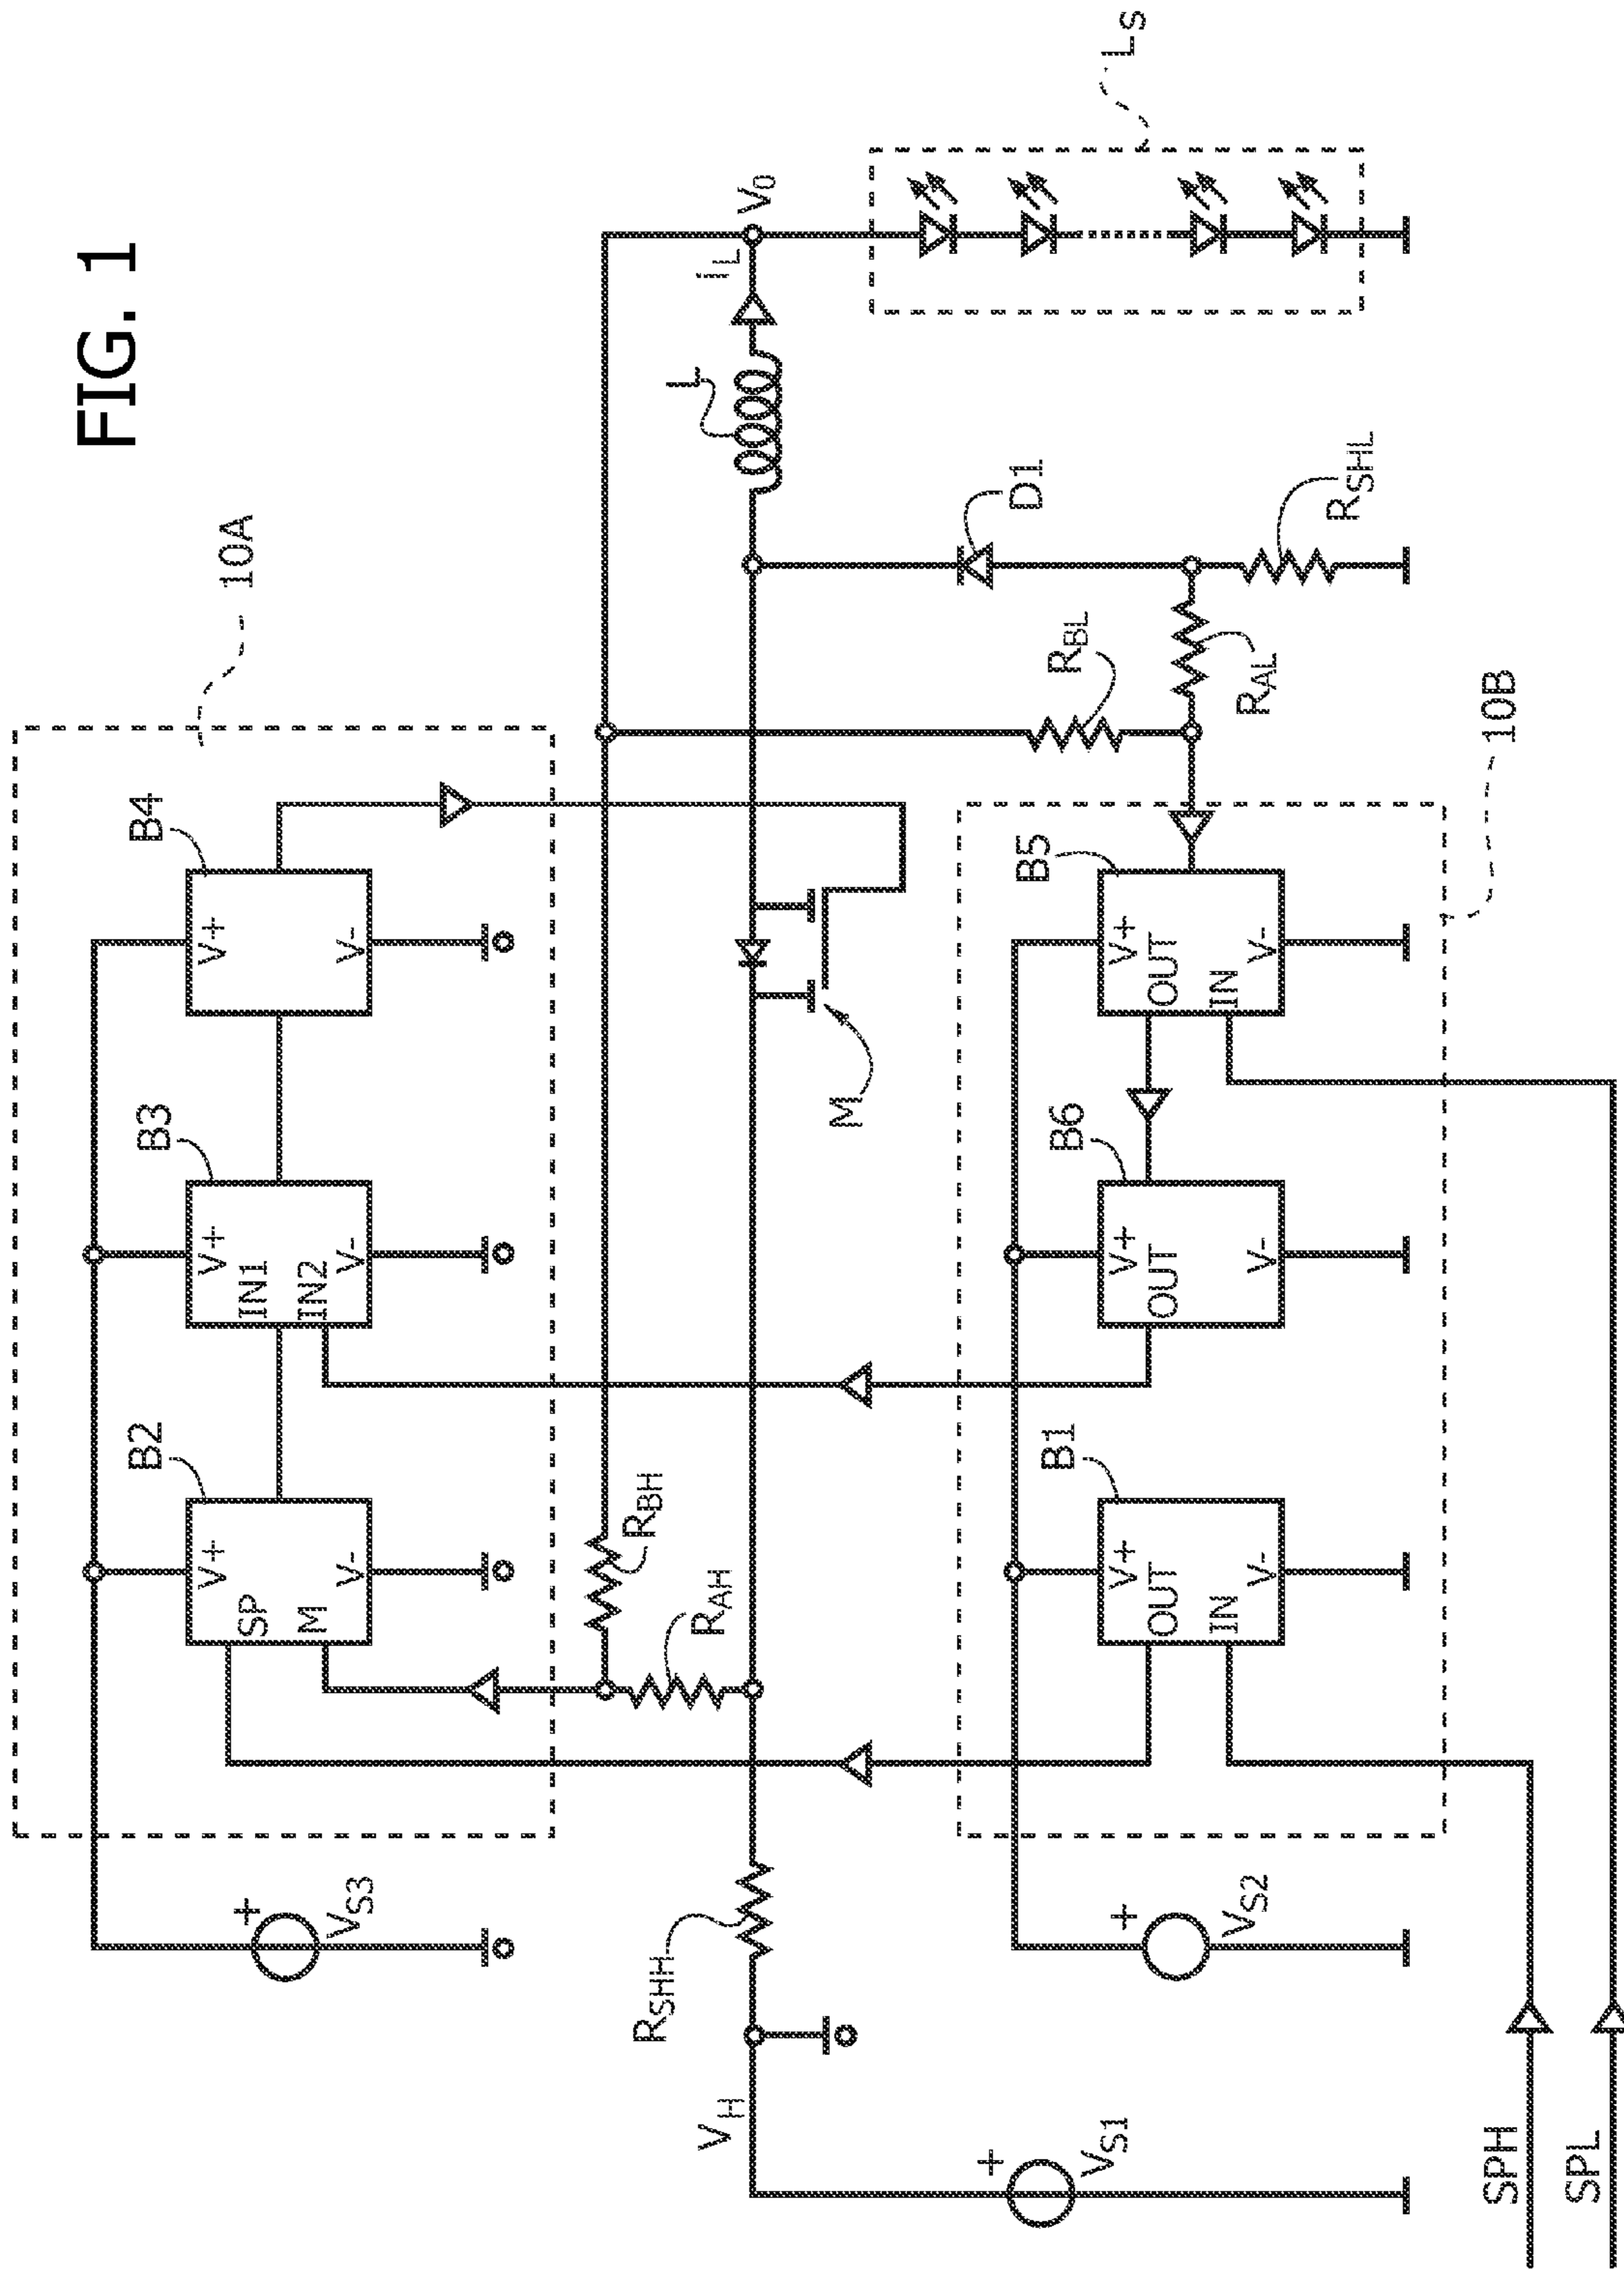 FIG. 1
10A
B2
B3
B4
V+
SP
M
V-
V+
IN1
IN2
V-
V+
V-
+
VS3
RBH
RAH
RSHH
VH
M
L
iL
V0
D1
RBL
RAL
RSHL
LS
+
VS1
+
VS2
B1
B6
B5
V+
OUT
IN
V-
V+
OUT
V-
V+
OUT
IN
V-
10B
SPH
SPL